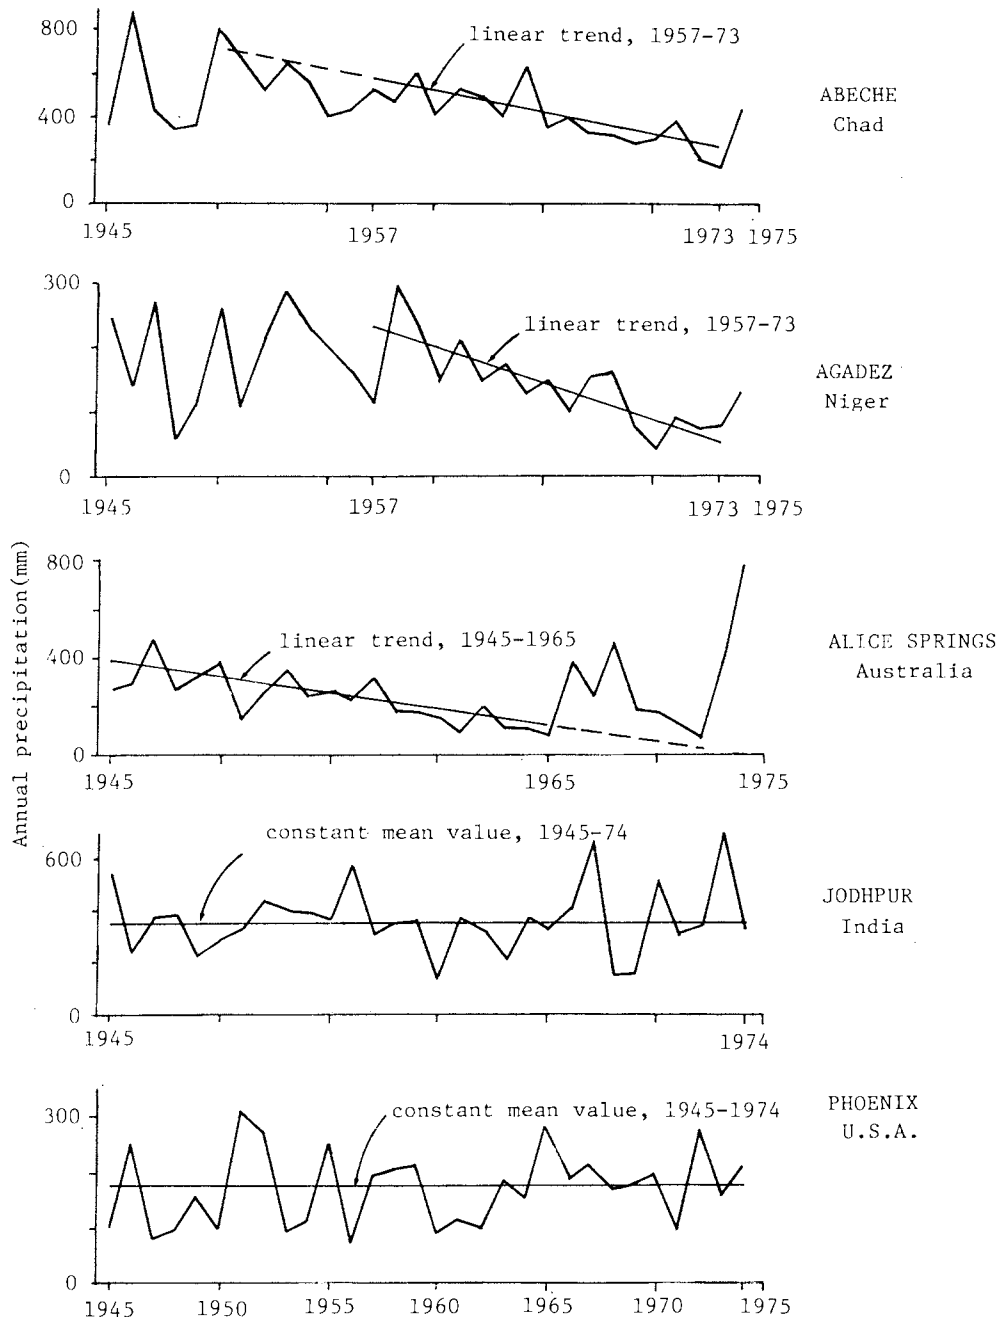 Annual precipitation(mm)
800
400
0
linear trend, 1957-73
ABECHE
Chad
1945
1957
1973 1975
300
0
linear trend, 1957-73
AGADEZ
Niger
1945
1957
1973 1975
800
400
0
linear trend, 1945-1965
ALICE SPRINGS
Australia
1945
1965
1975
constant mean value, 1945-74
600
0
JODHPUR
India
1945
1974
300
0
constant mean value, 1945-1974
PHOENIX
U.S.A.
1945 1950 1955 1960 1965 1970 1975